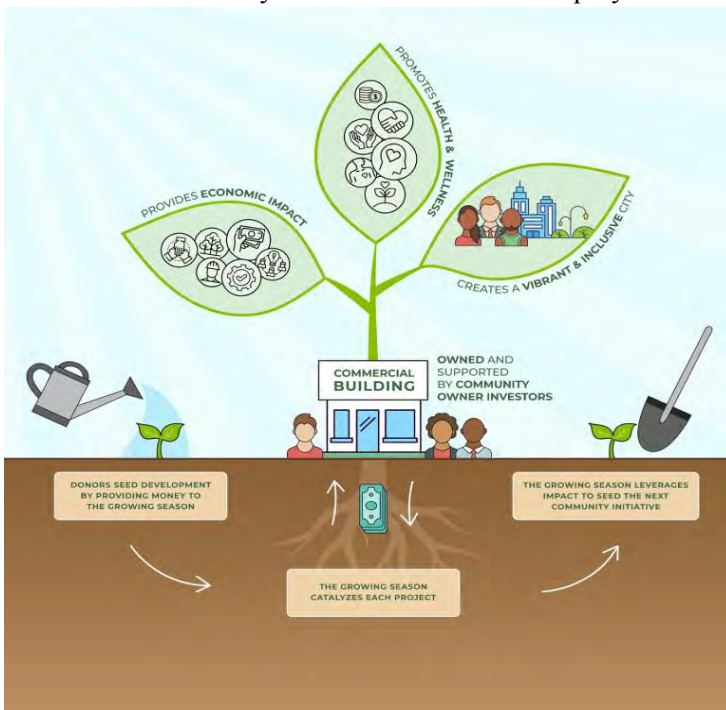 PROMOTES HEALTH & WELLNESS
PROVIDES ECONOMIC IMPACT
CREATES A VIBRANT & INCLUSIVE CITY
COMMERCIAL
BUILDING
OWNED AND
SUPPORTED
BY COMMUNITY
OWNER INVESTORS
DONORS SEED DEVELOPMENT
BY PROVIDING MONEY TO
THE GROWING SEASON
THE GROWING SEASON LEVERAGES
IMPACT TO SEED THE NEXT
COMMUNITY INITIATIVE
THE GROWING SEASON
CATALYZES EACH PROJECT